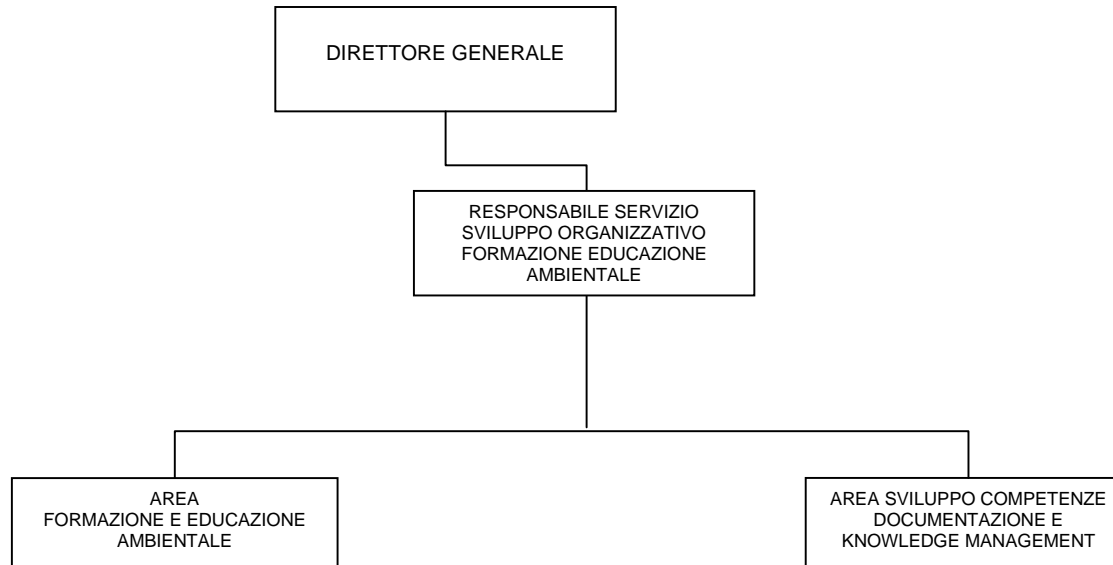 DIRETTORE GENERALE
RESPONSABILE SERVIZIO
SVILUPPO ORGANIZZATIVO
FORMAZIONE EDUCAZIONE
AMBIENTALE
AREA
FORMAZIONE E EDUCAZIONE
AMBIENTALE
AREA SVILUPPO COMPETENZE
DOCUMENTAZIONE E
KNOWLEDGE MANAGEMENT